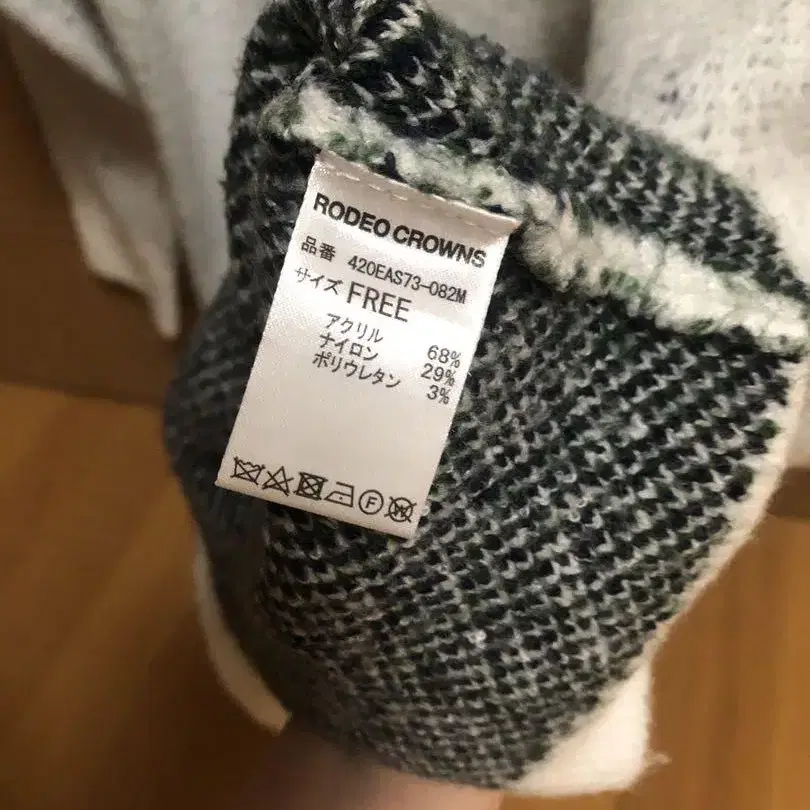 RODEO CROWNS
品番 420EAS73-082M
サイズ FREE
アクリル 68%
ナイロン 29%
ポリウレタン 3%
F W